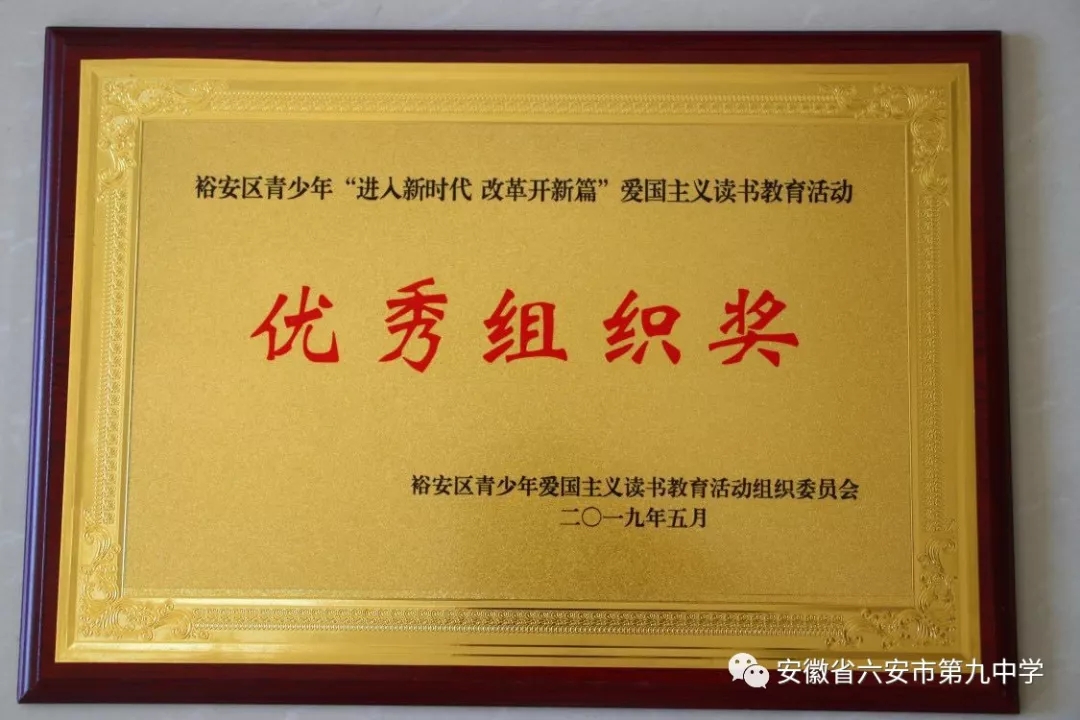 裕安区青少年“进入新时代 改革开新篇”爱国主义读书教育活动
优秀组织奖
裕安区青少年爱国主义读书教育活动组织委员会
二〇一九年五月
安徽省六安市第九中学